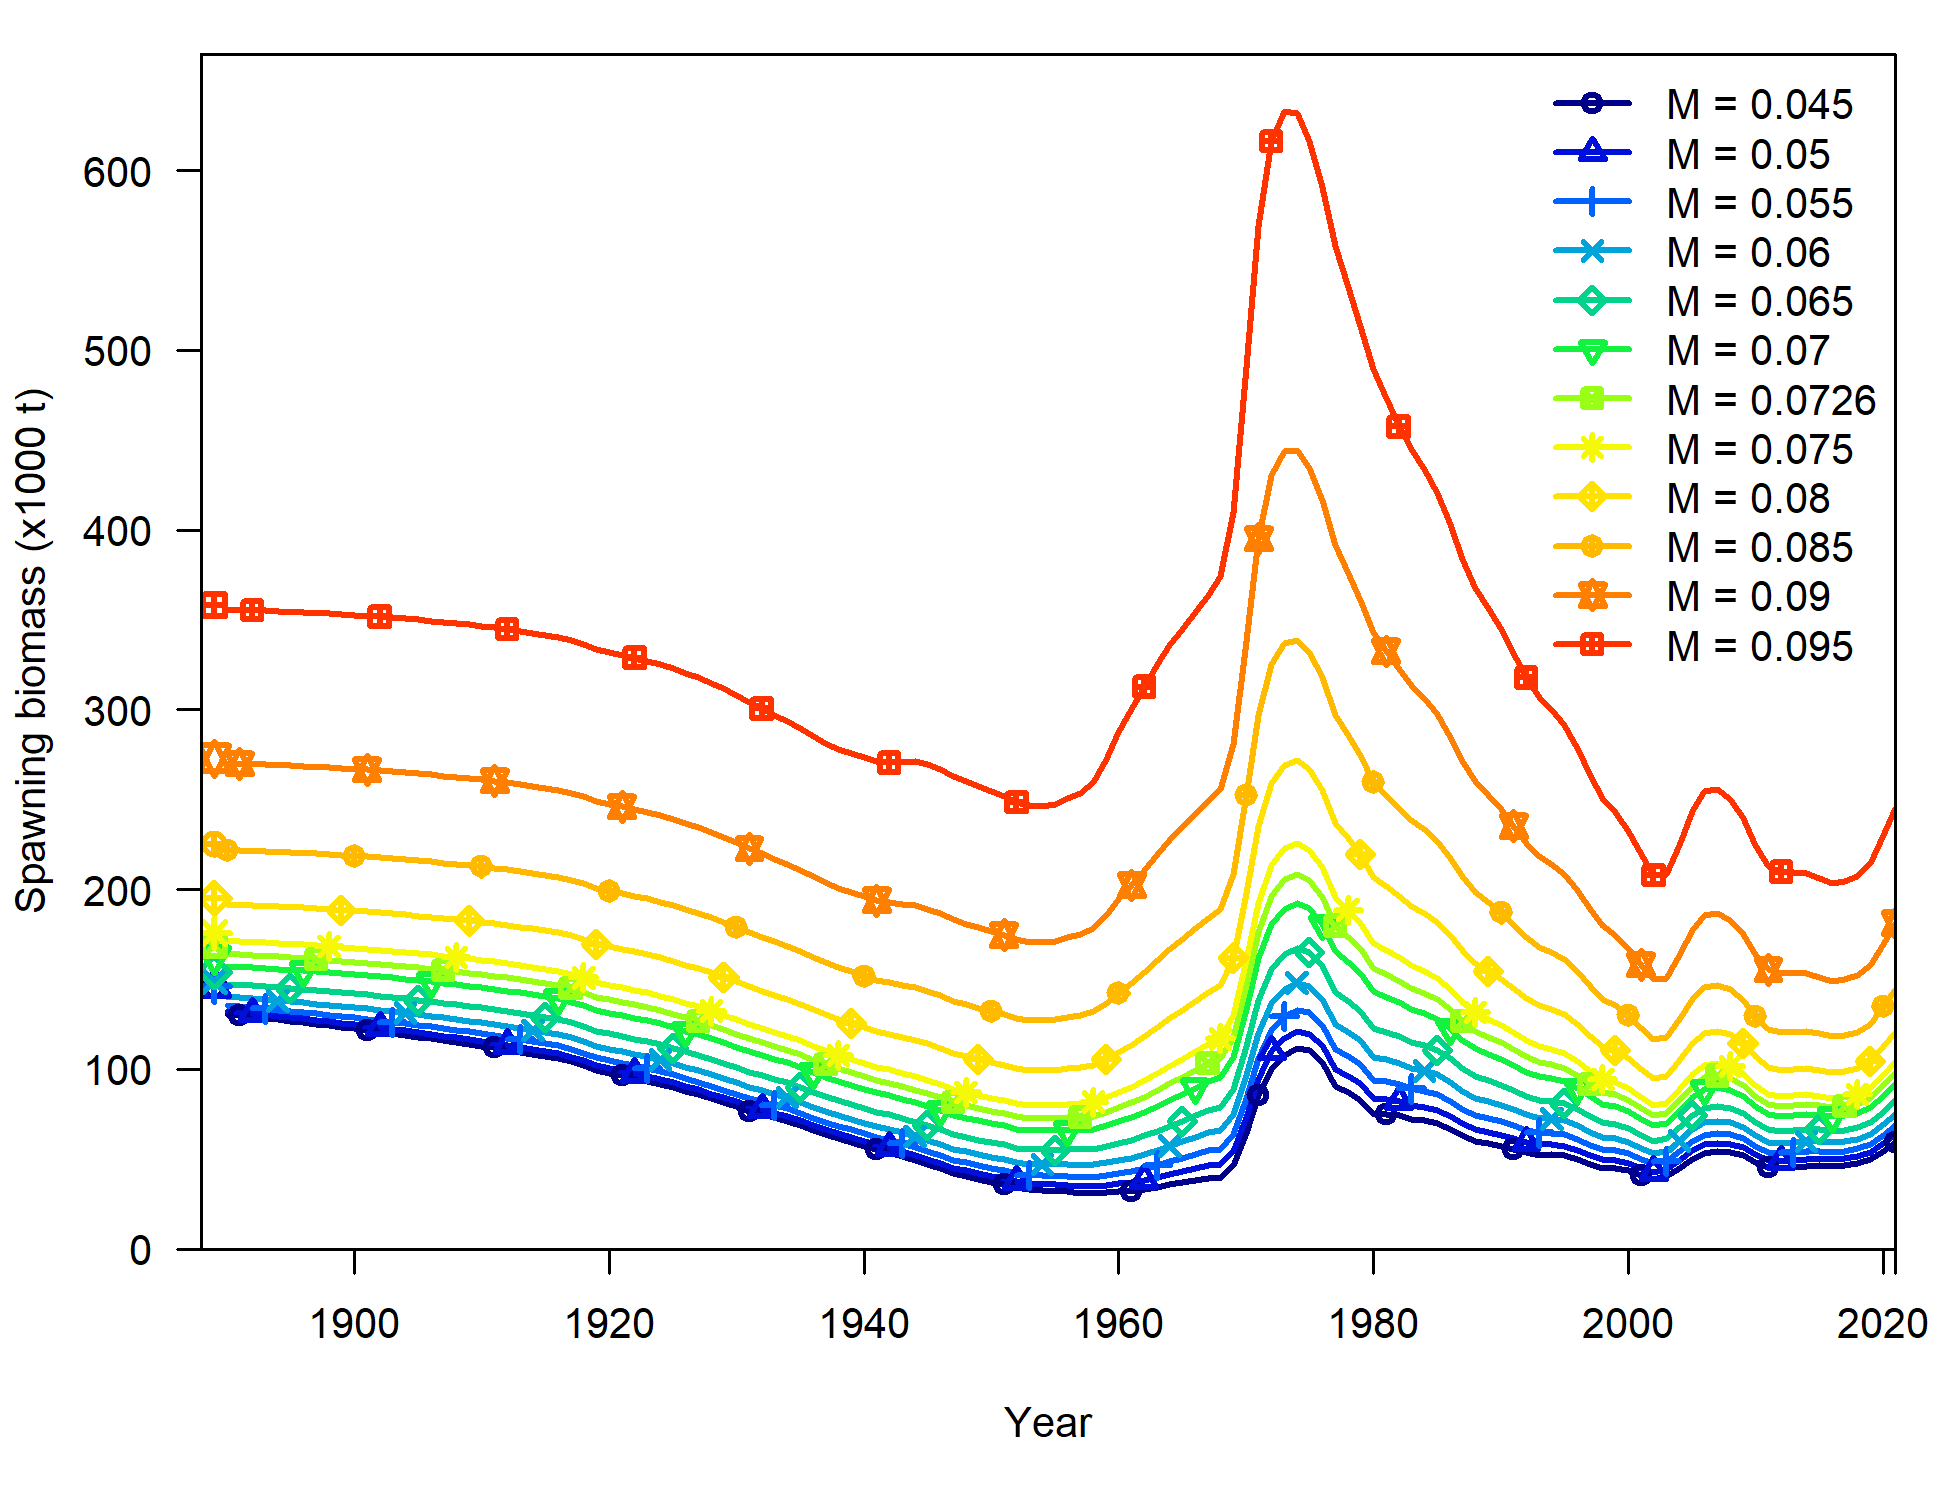 M = 0.045
M = 0.05
M = 0.055
M = 0.06
M = 0.065
M = 0.07
M = 0.0726
M = 0.075
M = 0.08
M = 0.085
M = 0.09
M = 0.095
600
500
400
300
200
100
0
Spawning biomass (x1000 t)
1900 1920 1940 1960 1980 2000 2020
Year